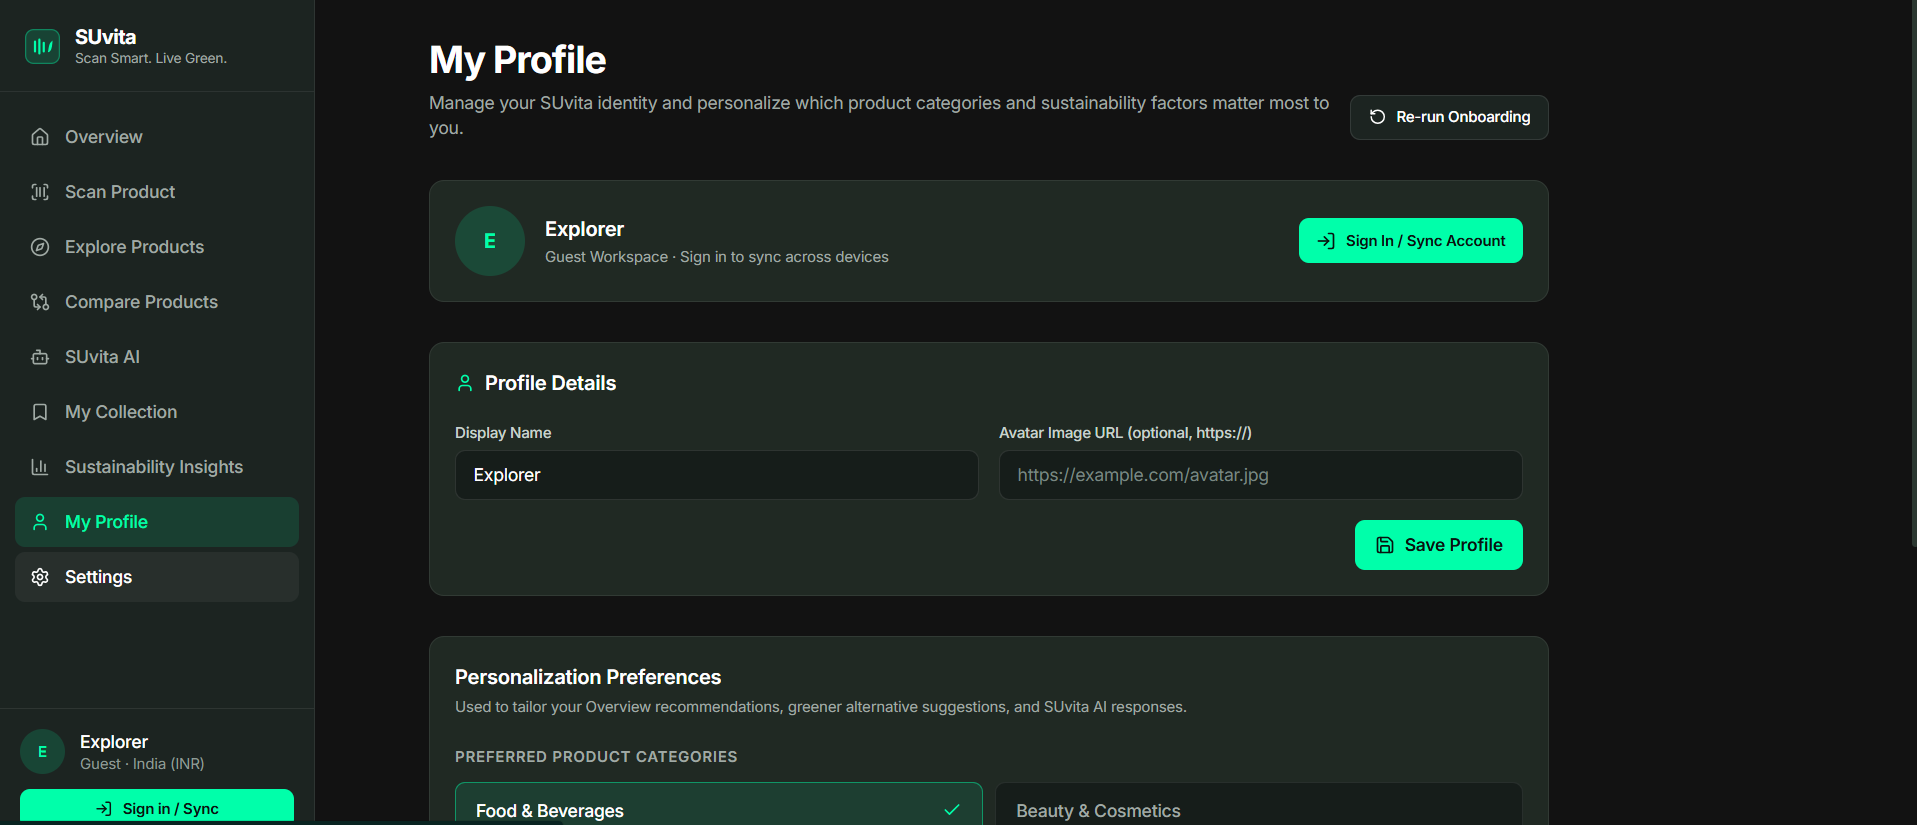 SUvita
Scan Smart. Live Green.
Overview
Scan Product
Explore Products
Compare Products
SUvita AI
My Collection
Sustainability Insights
My Profile
Settings
E
Explorer
Guest · India (INR)
Sign in / Sync
My Profile
Manage your SUvita identity and personalize which product categories and sustainability factors matter most to
you.
Re-run Onboarding
E
Explorer
Guest Workspace · Sign in to sync across devices
Sign In / Sync Account
Profile Details
Display Name
Explorer
Avatar Image URL (optional, https://)
https://example.com/avatar.jpg
Save Profile
Personalization Preferences
Used to tailor your Overview recommendations, greener alternative suggestions, and SUvita AI responses.
PREFERRED PRODUCT CATEGORIES
Food & Beverages
Beauty & Cosmetics